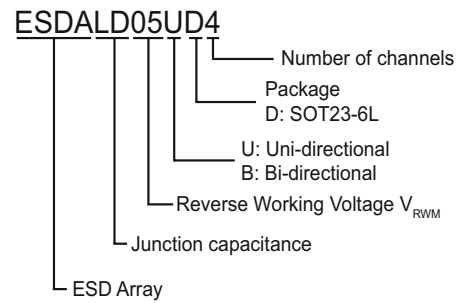 ESDALD05UD4
Number of channels
Package
D: SOT23-6L
U: Uni-directional
B: Bi-directional
Reverse Working Voltage VRWM
Junction capacitance
ESD Array